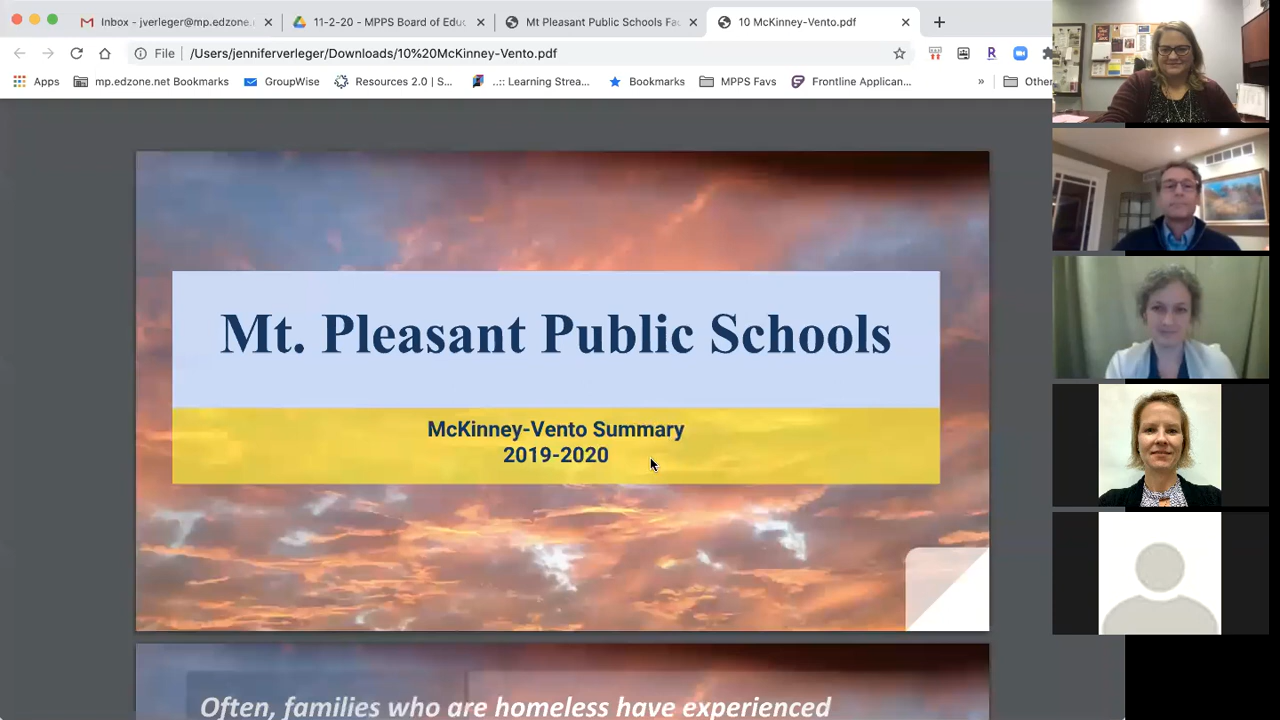 Inbox - jverleger@mp.edzone.
11-2-20 - MPPS Board of Educ
Mt Pleasant Public Schools Fac
10 McKinney-Vento.pdf
File
/Users/jenniferverleger/Downloads/10 McKinney-Vento.pdf
Apps
mp.edzone.net Bookmarks
GroupWise
Resources 2.0 | S...
..:: Learning Strea...
Bookmarks
MPPS Favs
Frontline Applican...
»
Other
Mt. Pleasant Public Schools
McKinney-Vento Summary
2019-2020
Often, families who are homeless have experienced